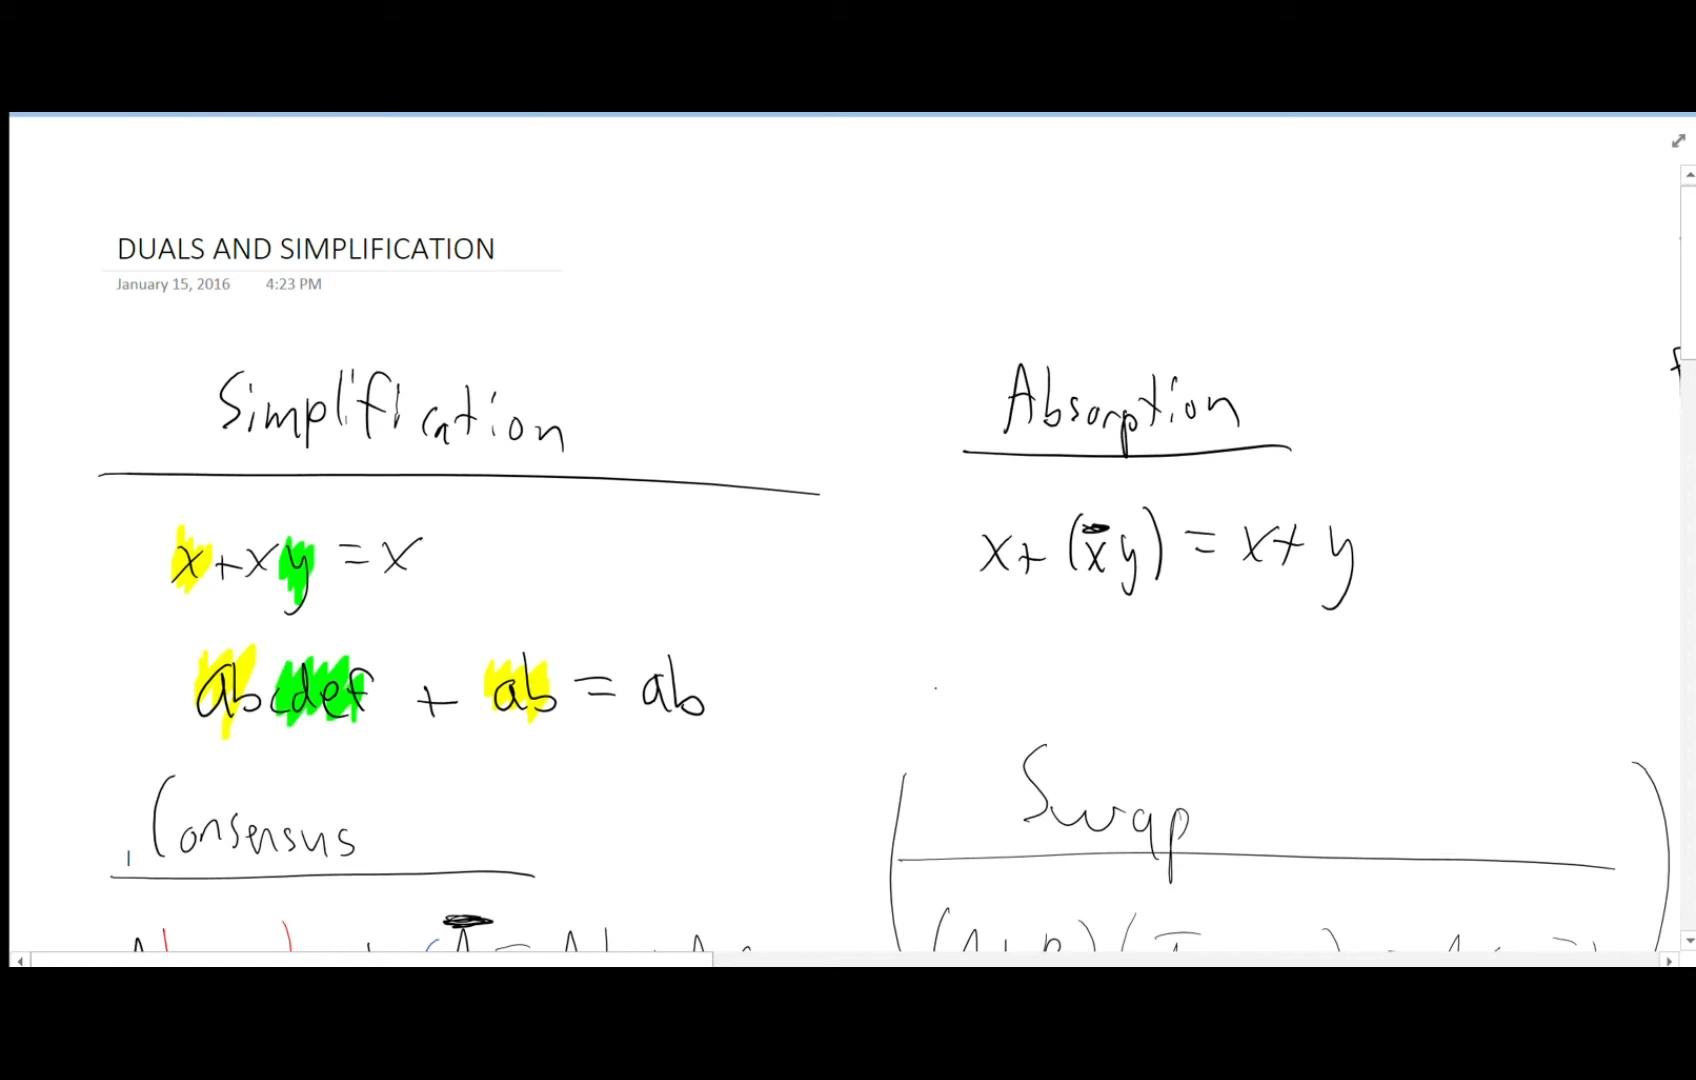 DUALS AND SIMPLIFICATION
January 15, 2016 4:23 PM
Simplification
x+xy=x
abcdef + ab = ab
Absorption
x+(x̅y)=x+y
Consensus
Swap